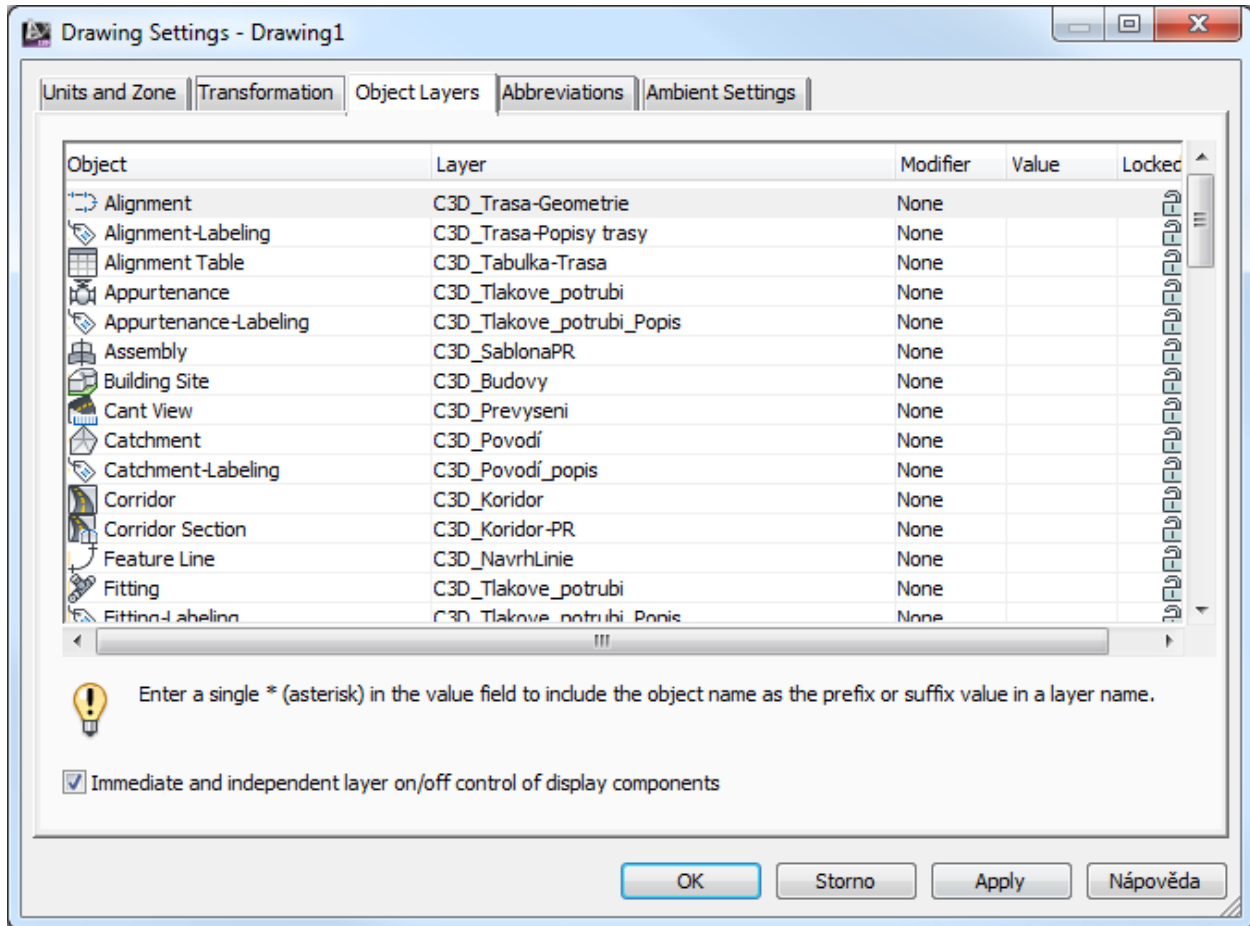 Drawing Settings - Drawing1
Units and Zone Transformation Object Layers Abbreviations Ambient Settings
Object Layer Modifier Value Locked
Alignment C3D_Trasa-Geometrie None
Alignment-Labeling C3D_Trasa-Popisy trasy None
Alignment Table C3D_Tabulka-Trasa None
Appurtenance C3D_Tlakove_potrubi None
Appurtenance-Labeling C3D_Tlakove_potrubi_Popis None
Assembly C3D_SablonaPR None
Building Site C3D_Budovy None
Cant View C3D_Prevyseni None
Catchment C3D_Povodí None
Catchment-Labeling C3D_Povodí_popis None
Corridor C3D_Koridor None
Corridor Section C3D_Koridor-PR None
Feature Line C3D_NavrhLinie None
Fitting C3D_Tlakove_potrubi None
Fitting-Labeling C3D_Tlakove_potrubi_Popis None
Enter a single * (asterisk) in the value field to include the object name as the prefix or suffix value in a layer name.
Immediate and independent layer on/off control of display components
OK Storno Apply Nápověda